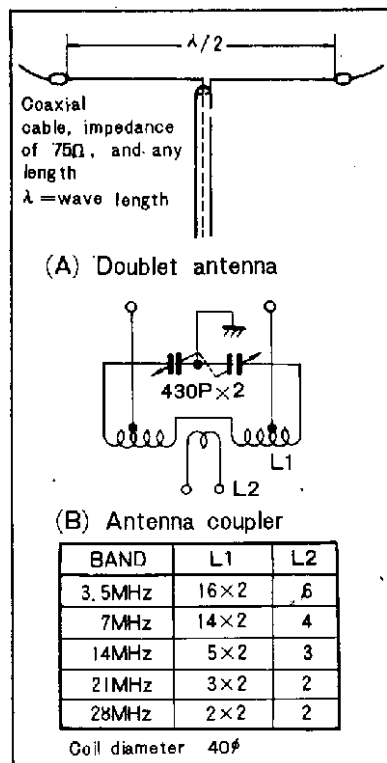 λ/2
Coaxial
cable, impedance
of 75Ω, and any
length
λ=wave length
(A) Doublet antenna
430P×2
L1
L2
(B) Antenna coupler
BAND L1 L2
3.5MHz 16×2 6
7MHz 14×2 4
14MHz 5×2 3
21MHz 3×2 2
28MHz 2×2 2
Coil diameter 40φ